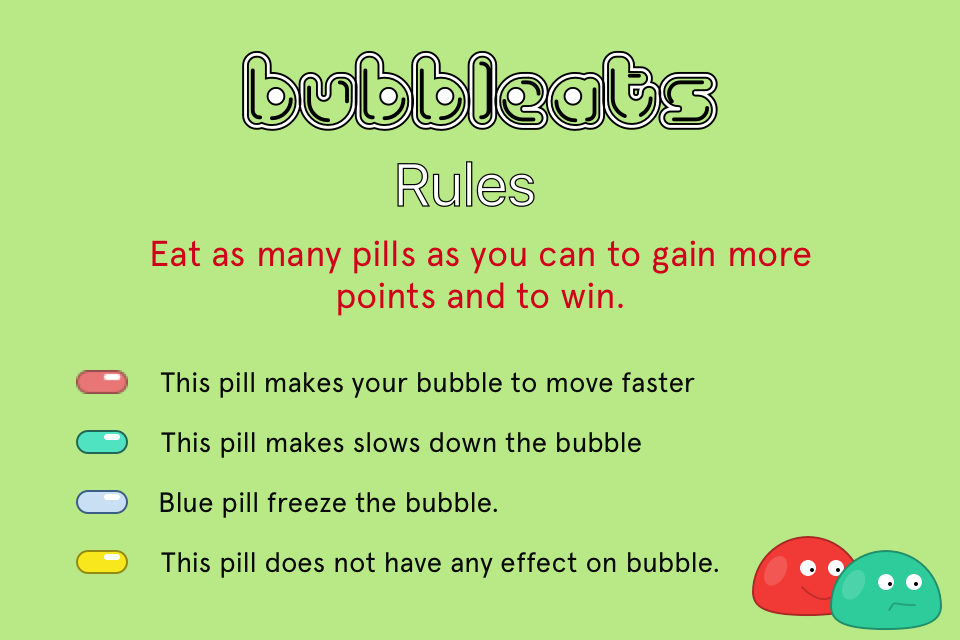 bubbleats
Rules
Eat as many pills as you can to gain more
points and to win.
This pill makes your bubble to move faster
This pill makes slows down the bubble
Blue pill freeze the bubble.
This pill does not have any effect on bubble.